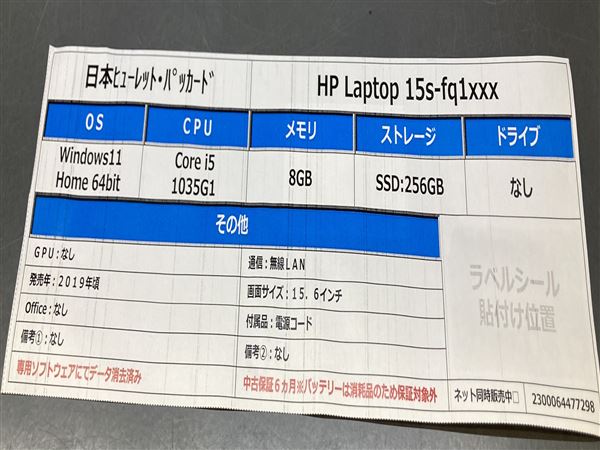 日本ﾋｭｰﾚｯﾄ･ﾊﾟｯｶｰﾄﾞ HP Laptop 15s-fq1xxx
OS CPU メモリ ストレージ ドライブ
Windows11 Home 64bit Core i5 1035G1 8GB SSD:256GB なし
その他
GPU:なし 通信:無線LAN
発売年:2019年頃 画面サイズ:15.6インチ
Office:なし 付属品:電源コード
備考①:なし 備考②:なし
ラベルシール
貼付け位置
専用ソフトウェアにてデータ消去済み 中古保証6ヵ月※バッテリーは消耗品のため保証対象外
ネット同時販売中□ 2300064477298